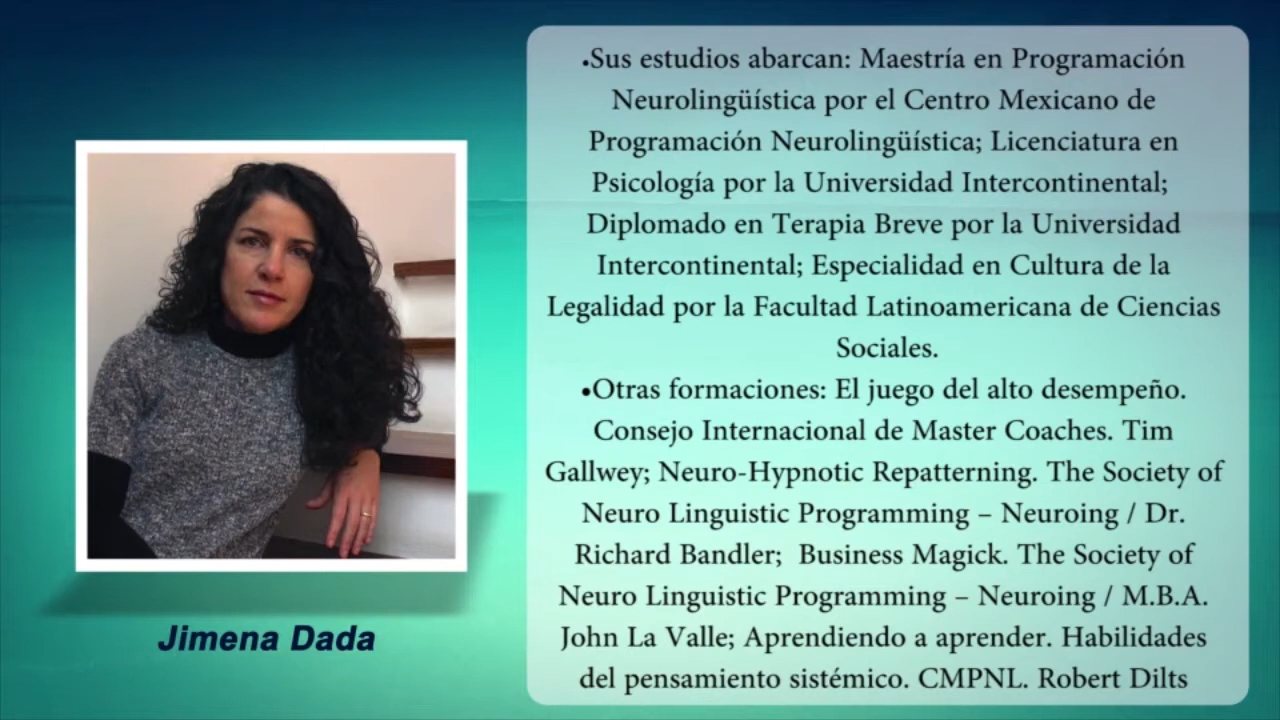 •Sus estudios abarcan: Maestría en Programación
Neurolingüística por el Centro Mexicano de
Programación Neurolingüística; Licenciatura en
Psicología por la Universidad Intercontinental;
Diplomado en Terapia Breve por la Universidad
Intercontinental; Especialidad en Cultura de la
Legalidad por la Facultad Latinoamericana de Ciencias
Sociales.
•Otras formaciones: El juego del alto desempeño.
Consejo Internacional de Master Coaches. Tim
Gallwey; Neuro-Hypnotic Repatterning. The Society of
Neuro Linguistic Programming – Neuroing / Dr.
Richard Bandler;  Business Magick. The Society of
Neuro Linguistic Programming – Neuroing / M.B.A.
John La Valle; Aprendiendo a aprender. Habilidades
del pensamiento sistémico. CMPNL. Robert Dilts
Jimena Dada